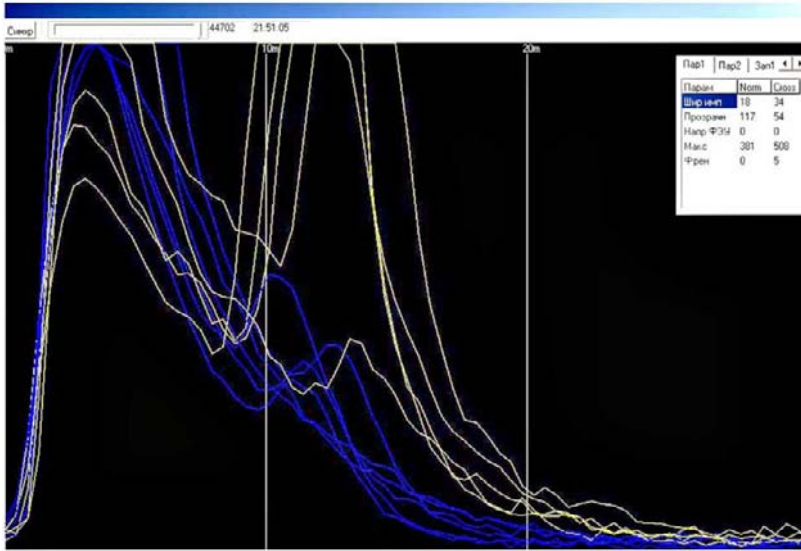 Синхр 44702 21:51:05
0m 10m 20m
Пар1 Пар2 Зап1
Парам Norm Cross
Шир имп 18 34
Прозрачн 117 54
Напр ФЭУ 0 0
Макс 381 508
Френ 0 5